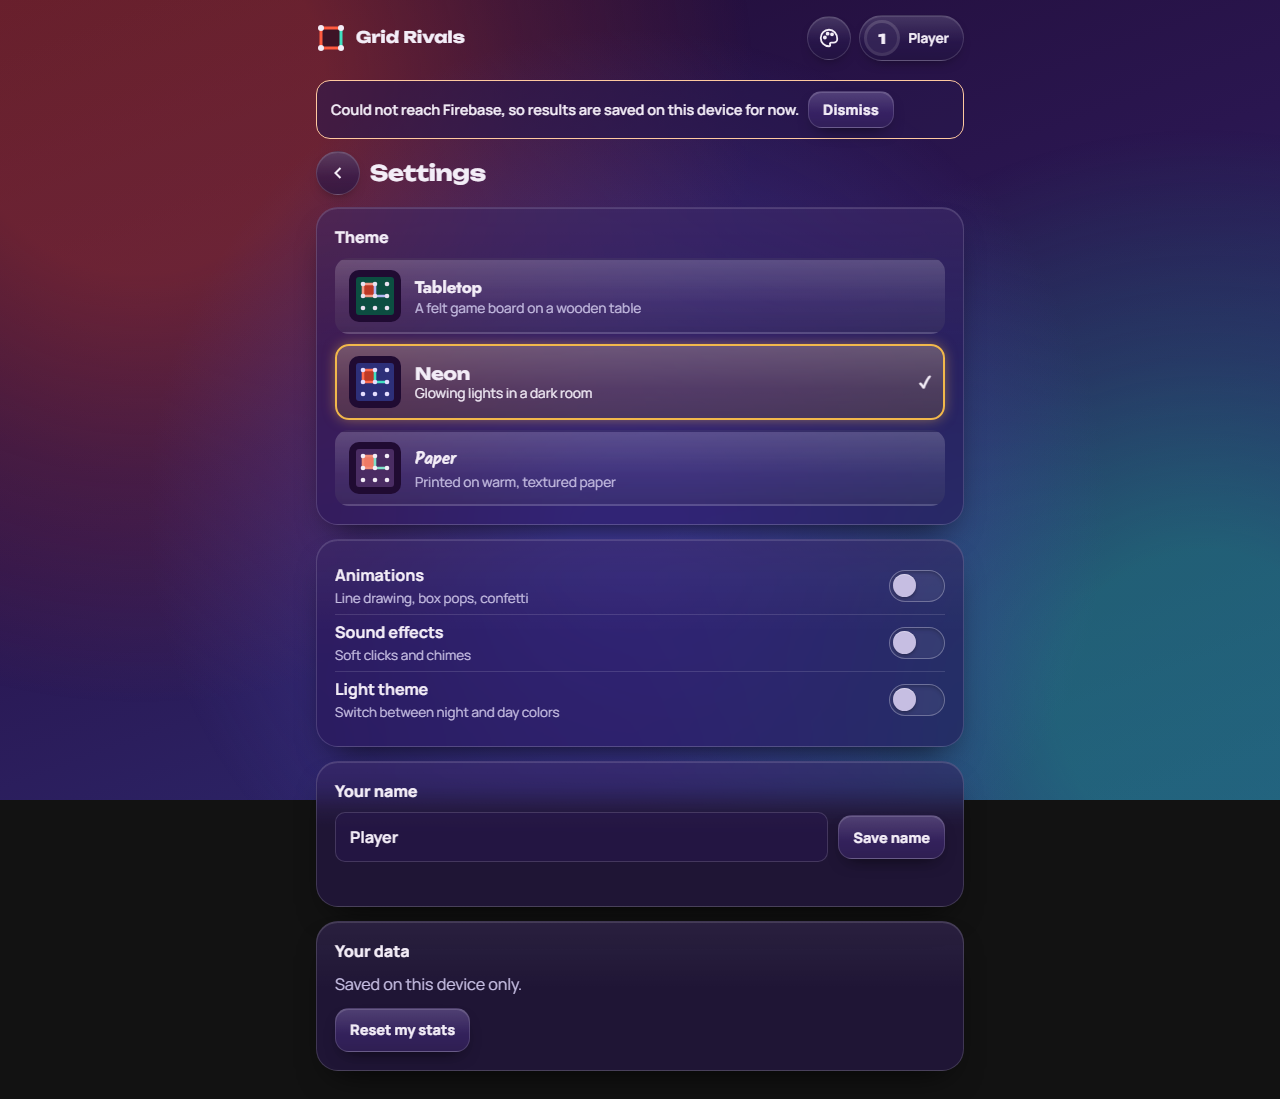 Grid Rivals
1 Player
Could not reach Firebase, so results are saved on this device for now. Dismiss
Settings
Theme
Tabletop
A felt game board on a wooden table
Neon
Glowing lights in a dark room
Paper
Printed on warm, textured paper
Animations
Line drawing, box pops, confetti
Sound effects
Soft clicks and chimes
Light theme
Switch between night and day colors
Your name
Player Save name
Your data
Saved on this device only.
Reset my stats